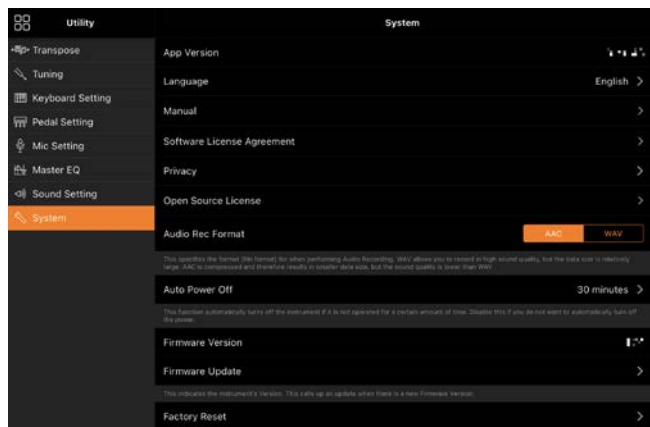 Utility
System
Transpose
Tuning
Keyboard Setting
Pedal Setting
Mic Setting
Master EQ
Sound Setting
System
App Version
Language English
Manual
Software License Agreement
Privacy
Open Source License
Audio Rec Format AAC WAV
This specifies the format (file format) for when performing Audio Recording. WAV allows you to record in high sound quality, but the data size is relatively
large. AAC is compressed and therefore results in smaller data size, but the sound quality is lower than WAV.
Auto Power Off 30 minutes
This function automatically turns off the instrument if it is not operated for a certain amount of time. Disable this if you do not want to automatically turn off
the power.
Firmware Version
Firmware Update
This indicates the instrument's Version. This calls up an update when there is a new Firmware Version.
Factory Reset